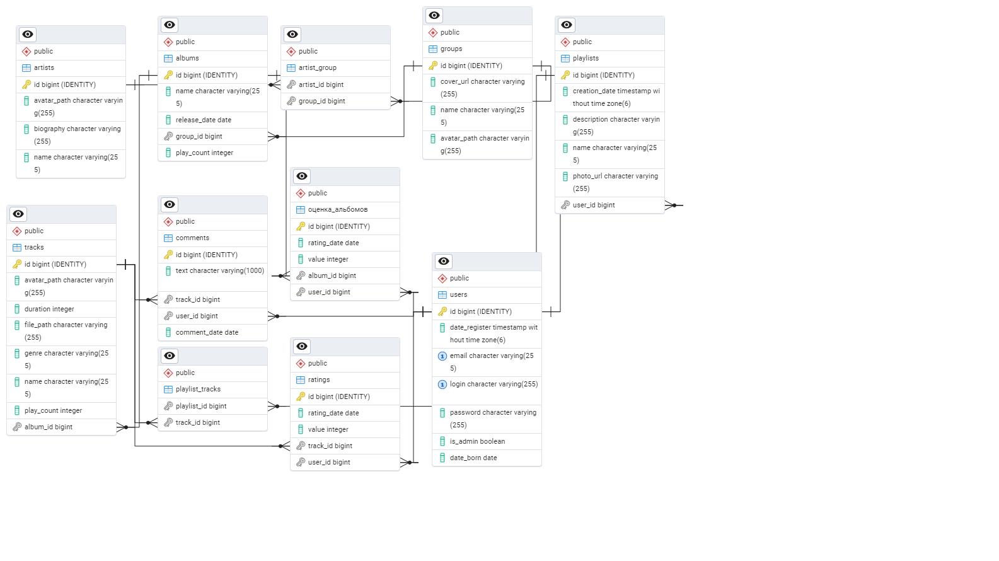 public
artists
id bigint (IDENTITY)
avatar_path character varyin
g(255)
biography character varying
(255)
name character varying(25
5)
public
albums
id bigint (IDENTITY)
name character varying(25
5)
release_date date
group_id bigint
play_count integer
public
artist_group
artist_id bigint
group_id bigint
public
groups
id bigint (IDENTITY)
cover_url character varying
(255)
name character varying(25
5)
avatar_path character varyin
g(255)
public
playlists
id bigint (IDENTITY)
creation_date timestamp wi
thout time zone(6)
description character varyin
g(255)
name character varying(25
5)
photo_url character varying
(255)
user_id bigint
public
tracks
id bigint (IDENTITY)
avatar_path character varyin
g(255)
duration integer
file_path character varying
(255)
genre character varying(25
5)
name character varying(25
5)
play_count integer
album_id bigint
public
comments
id bigint (IDENTITY)
text character varying(1000)
track_id bigint
user_id bigint
comment_date date
public
оценка_альбомов
id bigint (IDENTITY)
rating_date date
value integer
album_id bigint
user_id bigint
public
playlist_tracks
playlist_id bigint
track_id bigint
public
ratings
id bigint (IDENTITY)
rating_date date
value integer
track_id bigint
user_id bigint
public
users
id bigint (IDENTITY)
date_register timestamp wit
hout time zone(6)
1 email character varying(25
5)
1 login character varying(255)
password character varying
(255)
is_admin boolean
date_born date